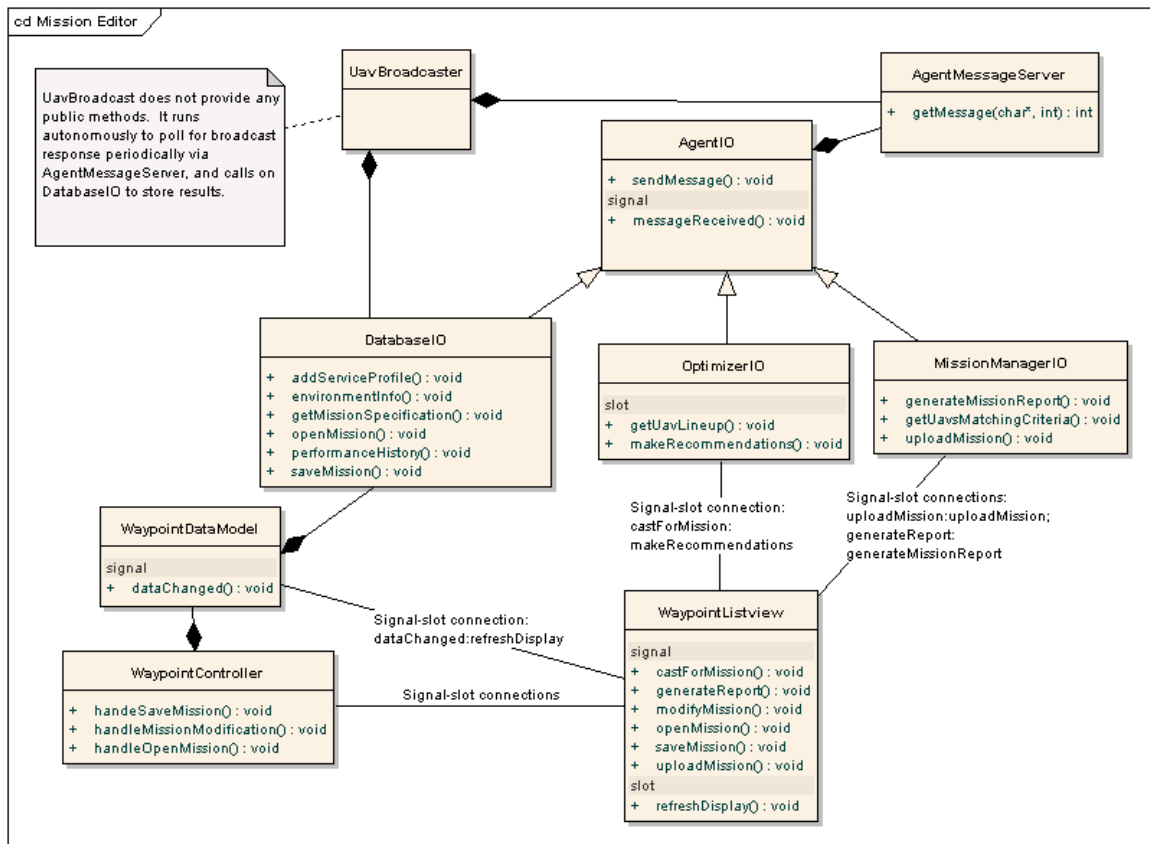 cd Mission Editor
UavBroadcast does not provide any
public methods. It runs
autonomously to poll for broadcast
response periodically via
AgentMessageServer, and calls on
DatabaseIO to store results.
UavBroadcaster
AgentMessageServer
+ getMessage(char*, int) : int
AgentIO
+ sendMessage() : void
signal
+ messageReceived() : void
DatabaseIO
+ addServiceProfile() : void
+ environmentInfo() : void
+ getMissionSpecification() : void
+ openMission() : void
+ performanceHistory() : void
+ saveMission() : void
OptimizerIO
slot
+ getUavLineup() : void
+ makeRecommendations() : void
MissionManagerIO
+ generateMissionReport() : void
+ getUavsMatchingCriteria() : void
+ uploadMission() : void
Signal-slot connection:
castForMission:
makeRecommendations
Signal-slot connections:
uploadMission:uploadMission;
generateReport:
generateMissionReport
WaypointDataModel
signal
+ dataChanged() : void
Signal-slot connection:
dataChanged:refreshDisplay
WaypointController
+ handeSaveMission() : void
+ handleMissionModification() : void
+ handleOpenMission() : void
Signal-slot connections
WaypointListview
signal
+ castForMission() : void
+ generateReport() : void
+ modifyMission() : void
+ openMission() : void
+ saveMission() : void
+ uploadMission() : void
slot
+ refreshDisplay() : void